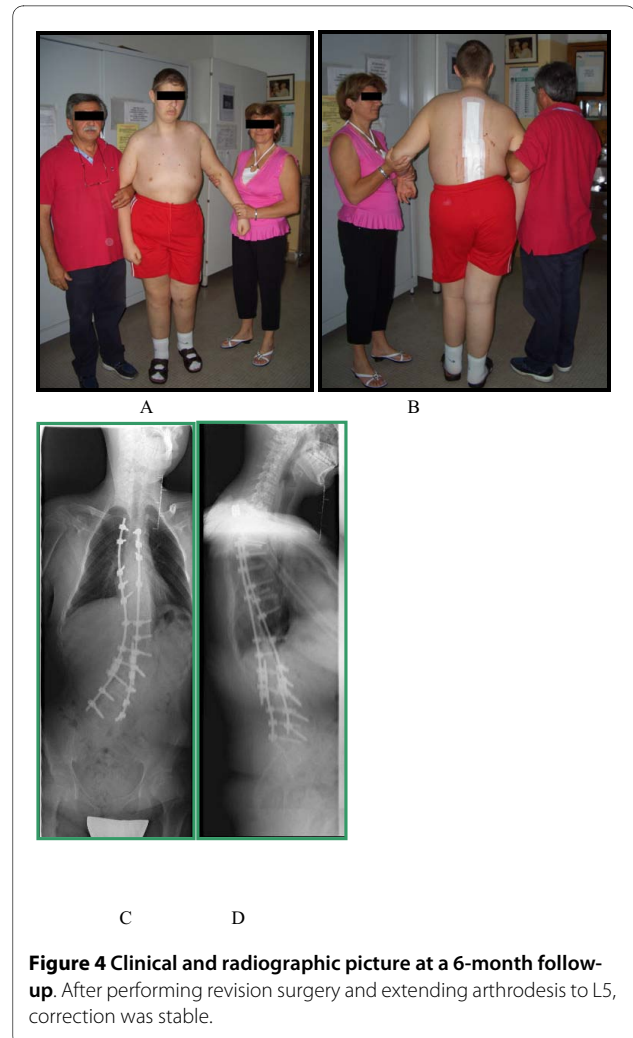 A
B
C
D
Figure 4 Clinical and radiographic picture at a 6-month follow-
up. After performing revision surgery and extending arthrodesis to L5,
correction was stable.